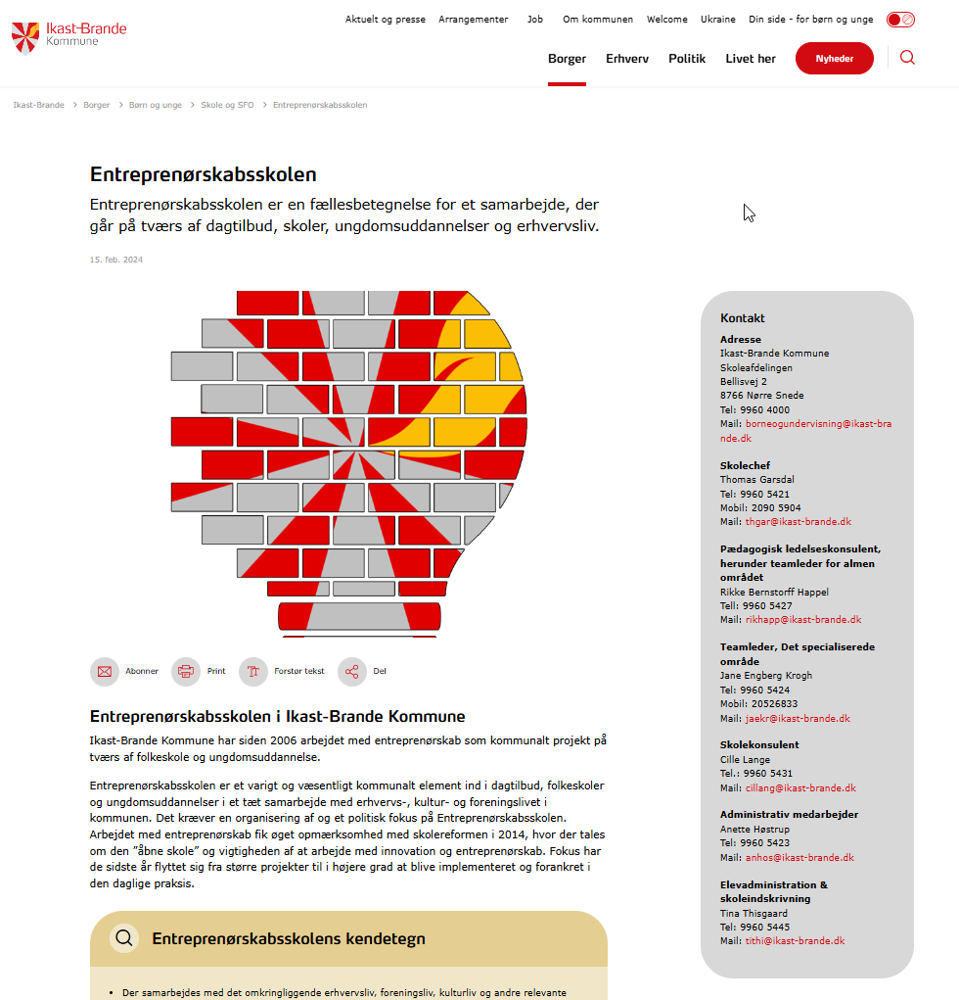 Ikast-Brande
Kommune
Aktuelt og presse Arrangementer Job Om kommunen Welcome Ukraine Din side - for børn og unge
Borger Erhverv Politik Livet her Nyheder
Ikast-Brande > Borger > Børn og unge > Skole og SFO > Entreprenørskabsskolen
Entreprenørskabsskolen
Entreprenørskabsskolen er en fællesbetegnelse for et samarbejde, der
går på tværs af dagtilbud, skoler, ungdomsuddannelser og erhvervsliv.
15. feb. 2024
Abonner Print Forstør tekst Del
Entreprenørskabsskolen i Ikast-Brande Kommune
Ikast-Brande Kommune har siden 2006 arbejdet med entreprenørskab som kommunalt projekt på
tværs af folkeskole og ungdomsuddannelse.
Entreprenørskabsskolen er et varigt og væsentligt kommunalt element ind i dagtilbud, folkeskoler
og ungdomsuddannelser i et tæt samarbejde med erhvervs-, kultur- og foreningslivet i
kommunen. Det kræver en organisering af og et politisk fokus på Entreprenørskabsskolen.
Arbejdet med entreprenørskab fik øget opmærksomhed med skolereformen i 2014, hvor der tales
om den ”åbne skole” og vigtigheden af at arbejde med innovation og entreprenørskab. Fokus har
de sidste år flyttet sig fra større projekter til i højere grad at blive implementeret og forankret i
den daglige praksis.
Entreprenørskabsskolens kendetegn
• Der samarbejdes med det omkringliggende erhvervsliv, foreningsliv, kulturliv og andre relevante
Kontakt
Adresse
Ikast-Brande Kommune
Skoleafdelingen
Bellisvej 2
8766 Nørre Snede
Tel: 9960 4000
Mail: borneogundervisning@ikast-bra
nde.dk
Skolechef
Thomas Garsdal
Tel: 9960 5421
Mobil: 2090 5904
Mail: thgar@ikast-brande.dk
Pædagogisk ledelseskonsulent,
herunder teamleder for almen
området
Rikke Bernstorff Happel
Tell: 9960 5427
Mail: rikhapp@ikast-brande.dk
Teamleder, Det specialiserede
område
Jane Engberg Krogh
Tel: 9960 5424
Mobil: 20526833
Mail: jaekr@ikast-brande.dk
Skolekonsulent
Cille Lange
Tel.: 9960 5431
Mail: cillang@ikast-brande.dk
Administrativ medarbejder
Anette Høstrup
Tel: 9960 5423
Mail: anhos@ikast-brande.dk
Elevadministration &
skoleindskrivning
Tina Thisgaard
Tel: 9960 5445
Mail: tithi@ikast-brande.dk